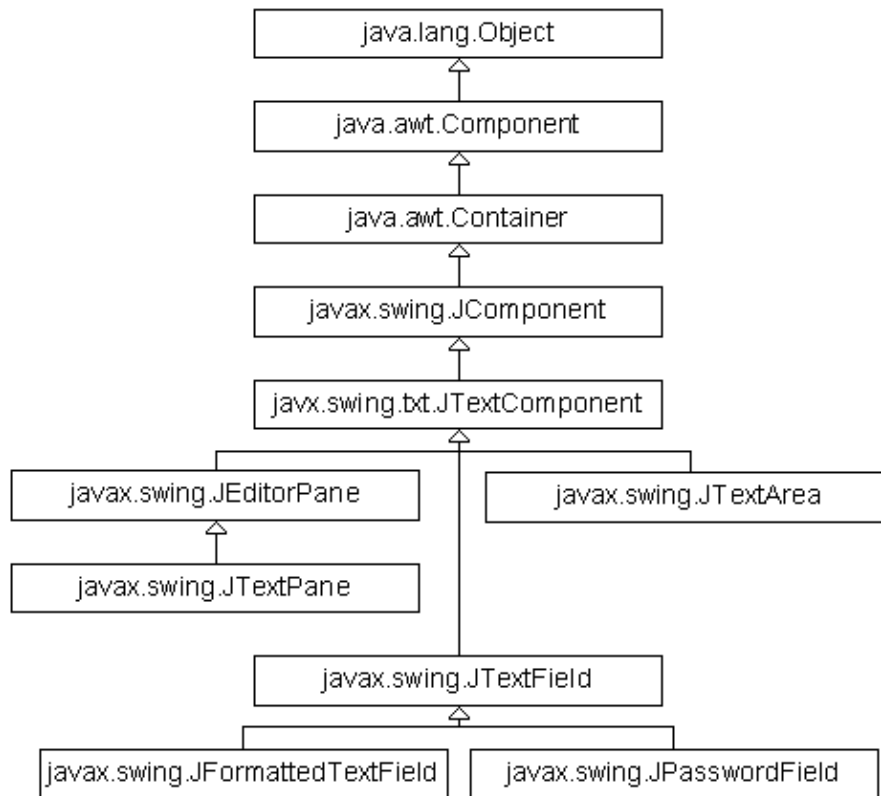 java.lang.Object
java.awt.Component
java.awt.Container
javax.swing.JComponent
javx.swing.txt.JTextComponent
javax.swing.JEditorPane
javax.swing.JTextArea
javax.swing.JTextPane
javax.swing.JTextField
javax.swing.JFormattedTextField
javax.swing.JPasswordField